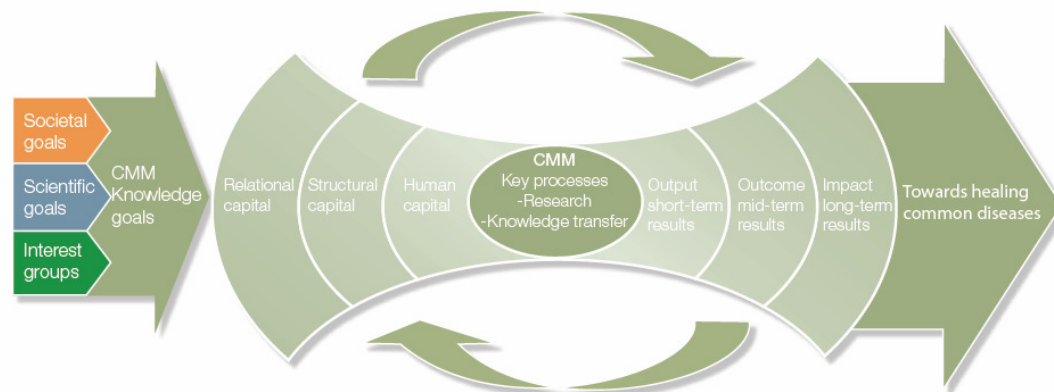 Societal
goals
Scientific
goals
Interest
groups
CMM
Knowledge
goals
Relational
capital
Structural
capital
Human
capital
CMM
Key processes
-Research
-Knowledge transfer
Output
short-term
results
Outcome
mid-term
results
Impact
long-term
results
Towards healing
common diseases